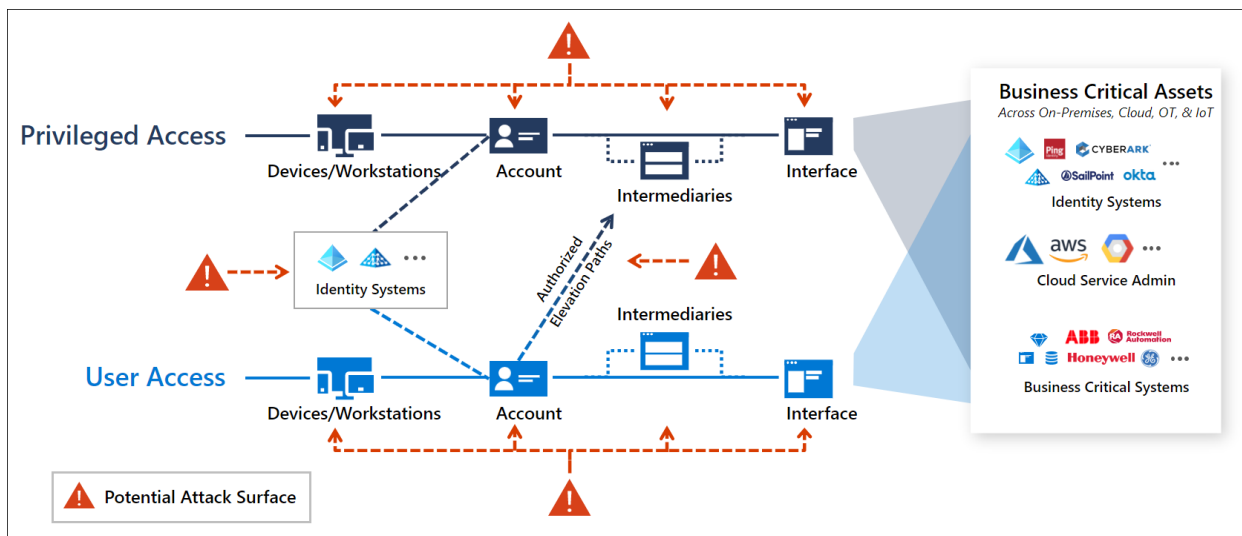 Business Critical Assets
Across On-Premises, Cloud, OT, & IoT
Privileged Access
Devices/Workstations
Account
Intermediaries
Interface
Ping
CYBERARK
SailPoint
okta
Identity Systems
Identity Systems
Authorized
Elevation Paths
aws
Cloud Service Admin
Intermediaries
User Access
Devices/Workstations
Account
Interface
ABB
RA
Rockwell
Automation
Honeywell
Business Critical Systems
Potential Attack Surface